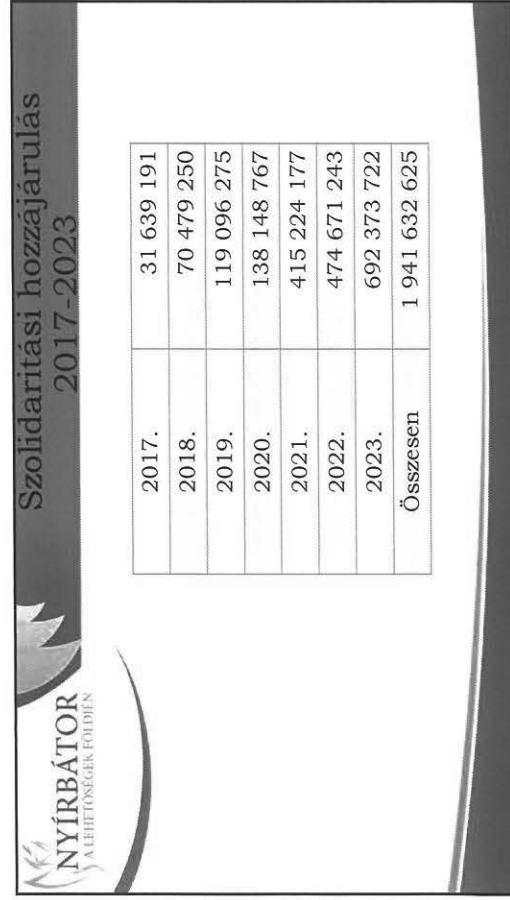 NYÍRBÁTOR
A LEHETŐSÉGEK FÖLDJÉN
Szolidaritási hozzájárulás
2017-2023
2017. 31 639 191
2018. 70 479 250
2019. 119 096 275
2020. 138 148 767
2021. 415 224 177
2022. 474 671 243
2023. 692 373 722
Összesen 1 941 632 625